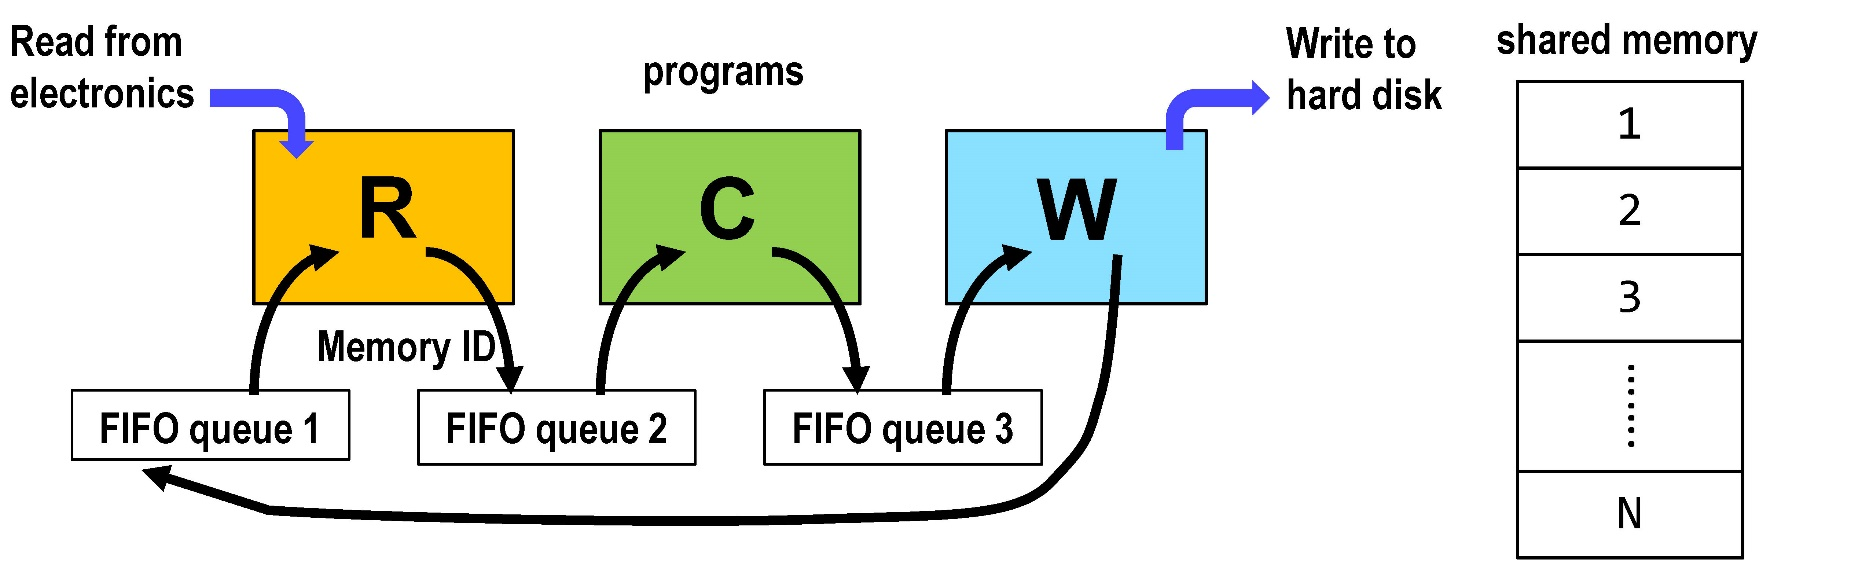 Read from
electronics
programs
Write to
hard disk
shared memory
R
C
W
Memory ID
FIFO queue 1
FIFO queue 2
FIFO queue 3
1
2
3
N